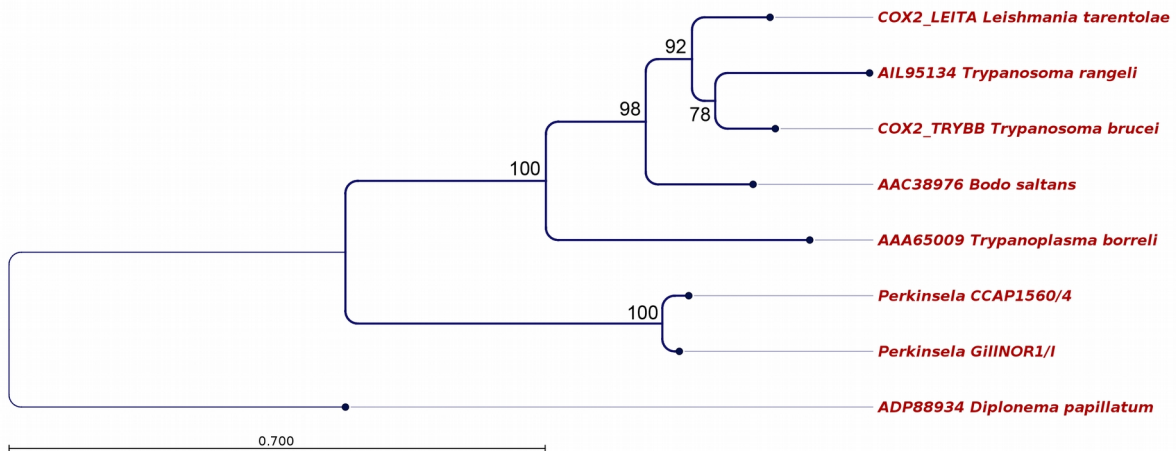 COX2_LEITA Leishmania tarentolae
92
AIL95134 Trypanosoma rangeli
98
78
COX2_TRYBB Trypanosoma brucei
100
AAC38976 Bodo saltans
AAA65009 Trypanoplasma borreli
Perkinsela CCAP1560/4
100
Perkinsela GillNOR1/I
ADP88934 Diplonema papillatum
0.700